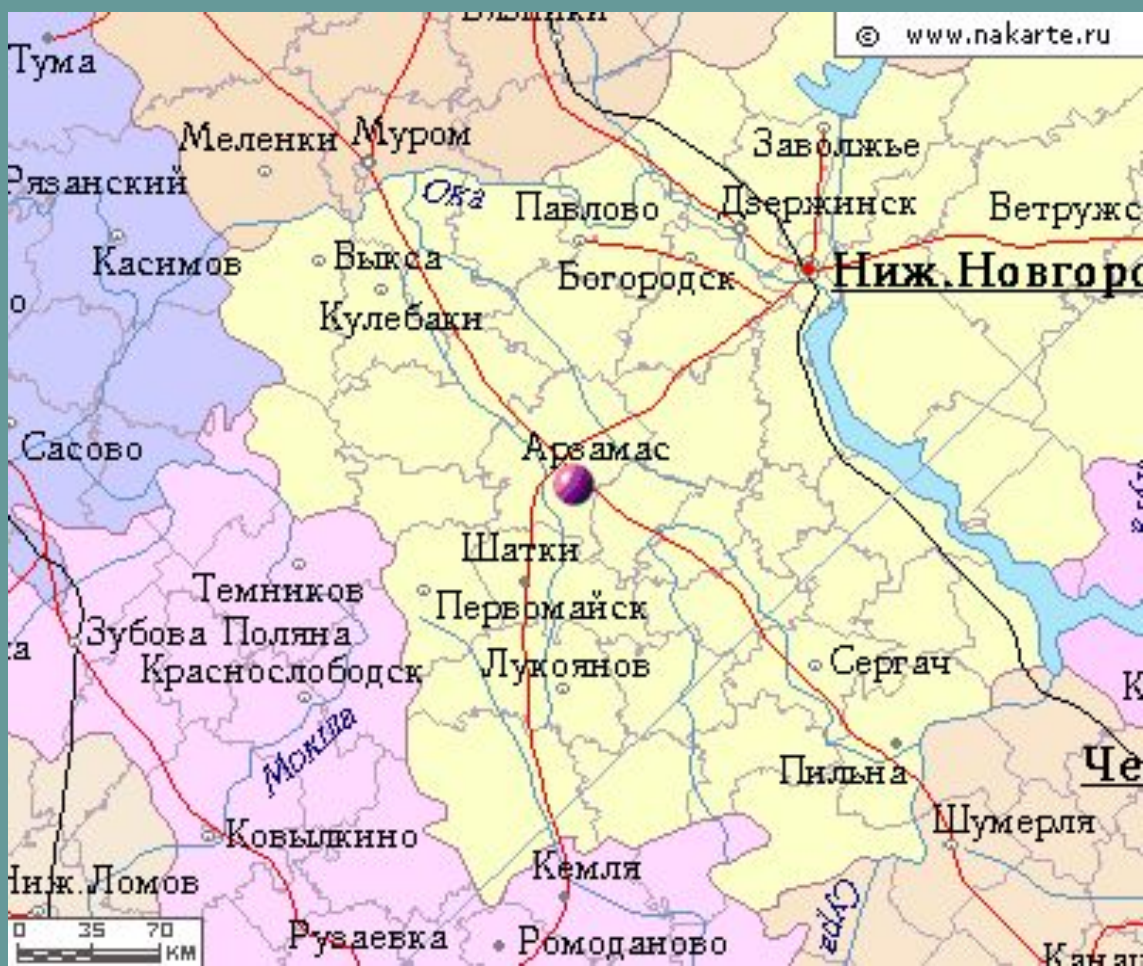 © www.nakarte.ru
Тума
Меленки
Муром
Заволжье
Рязанский
Ока
Павлово
Дзержинск
Ветружс
Касимов
Выкса
Богородск
Ниж.Новгоро
Кулебаки
Сасово
Арзамас
Шатки
Темников
Первомайск
Зубова Поляна
Краснослободск
Лукоянов
Сергач
Мокша
Пильна
Че
Ковылкино
Шумерля
Ниж.Ломов
Кемля
Сура
Рузаевка
Ромоданово
Канаш
0 35 70
КМ